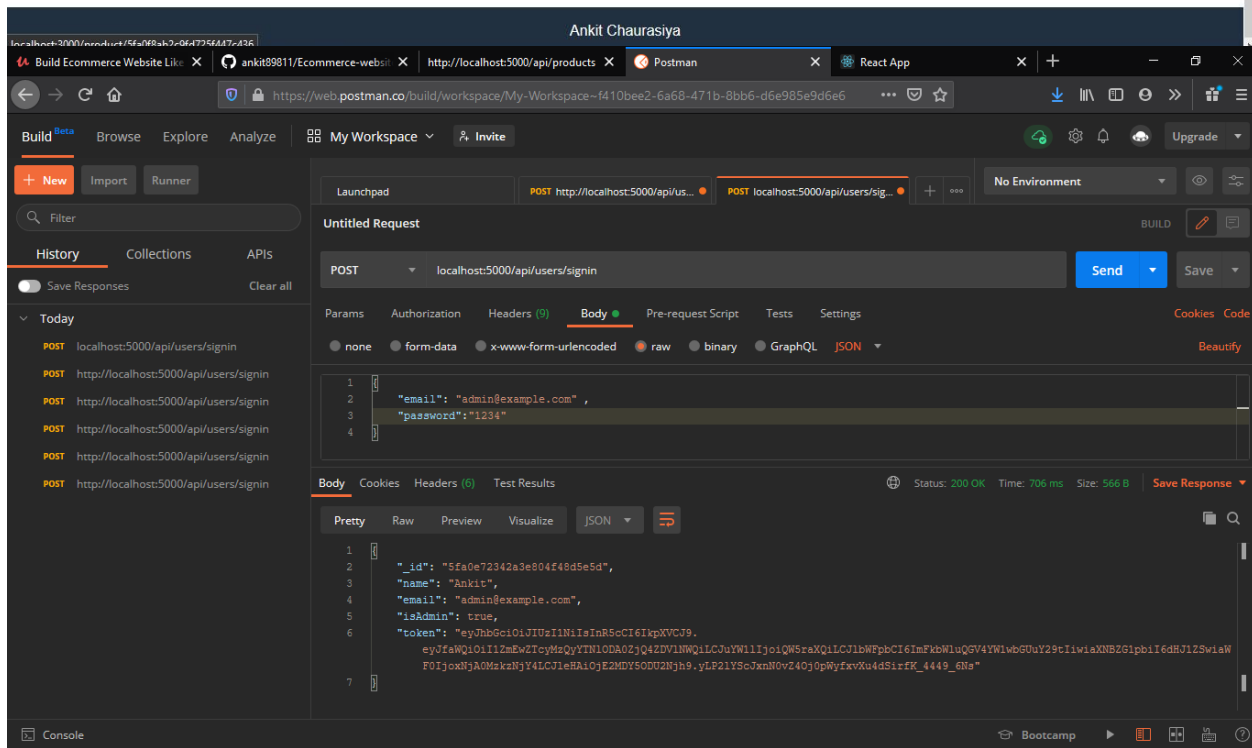 Ankit Chaurasiya
localhost:3000/product/5fa0f8ab2c9fd725f447c436
Build Ecommerce Website Like
ankit89811/Ecommerce-websit
http://localhost:5000/api/products
Postman
React App
https://web.postman.co/build/workspace/My-Workspace~f410bee2-6a68-471b-8bb6-d6e985e9d6e6
Build Beta Browse Explore Analyze My Workspace Invite Upgrade
New Import Runner
Launchpad POST http://localhost:5000/api/us... POST localhost:5000/api/users/sig... No Environment
Filter
Untitled Request BUILD
History Collections APIs
POST localhost:5000/api/users/signin Send Save
Save Responses Clear all
Params Authorization Headers (9) Body Pre-request Script Tests Settings Cookies Code
Today
none form-data x-www-form-urlencoded raw binary GraphQL JSON Beautify
POST localhost:5000/api/users/signin
POST http://localhost:5000/api/users/signin
POST http://localhost:5000/api/users/signin
POST http://localhost:5000/api/users/signin
POST http://localhost:5000/api/users/signin
POST http://localhost:5000/api/users/signin
1 {
2 "email": "admin@example.com" ,
3 "password":"1234"
4 }
Body Cookies Headers (6) Test Results Status: 200 OK Time: 706 ms Size: 566 B Save Response
Pretty Raw Preview Visualize JSON
1 {
2 "_id": "5fa0e72342a3e804f48d5e5d",
3 "name": "Ankit",
4 "email": "admin@example.com",
5 "isAdmin": true,
6 "token": "eyJhbGciOiJIUzI1NiIsInR5cCI6IkpXVCJ9.
7 }
Console Bootcamp